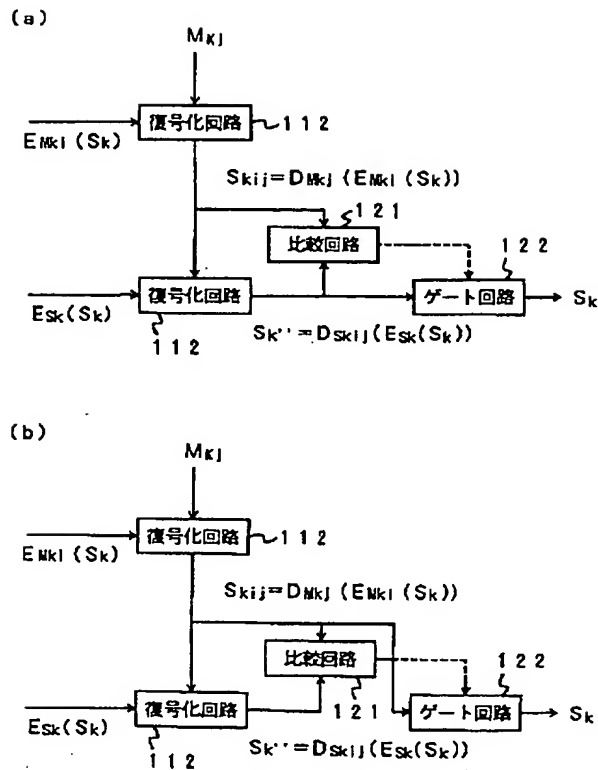 (a)
MKj
EMki(Sk)
復号化回路
112
Skij=DMkj(EMki(Sk))
121
比較回路
122
ESk(Sk)
復号化回路
ゲート回路
Sk
112
Sk''=DSkij(ESk(Sk))
(b)
MKj
EMki(Sk)
復号化回路
112
Skij=DMkj(EMki(Sk))
比較回路
122
ESk(Sk)
復号化回路
121
ゲート回路
Sk
112
Sk''=DSkij(ESk(Sk))